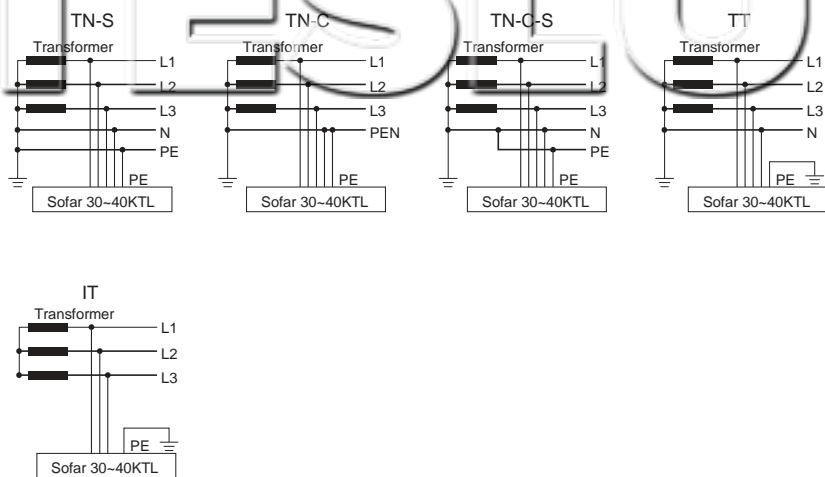 TN-S
Transformer
L1
L2
L3
N
PE
PE
Sofar 30~40KTL
TN-C
Transformer
L1
L2
L3
PEN
PE
Sofar 30~40KTL
TN-C-S
Transformer
L1
L2
L3
N
PE
PE
Sofar 30~40KTL
TT
Transformer
L1
L2
L3
N
PE
Sofar 30~40KTL
IT
Transformer
L1
L2
L3
PE
Sofar 30~40KTL